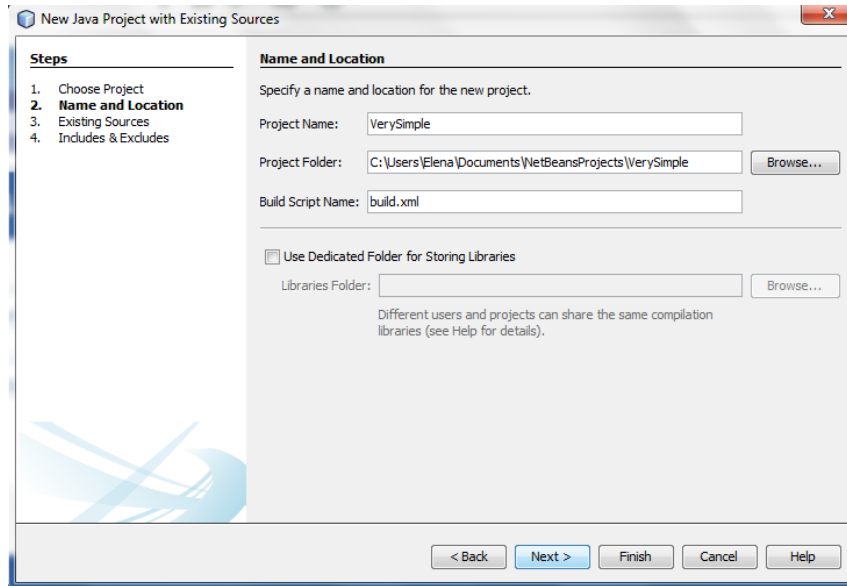 New Java Project with Existing Sources
Steps
1. Choose Project
2. Name and Location
3. Existing Sources
4. Includes & Excludes
Name and Location
Specify a name and location for the new project.
Project Name: VerySimple
Project Folder: C:\Users\Elena\Documents\NetBeansProjects\VerySimple Browse...
Build Script Name: build.xml
Use Dedicated Folder for Storing Libraries
Libraries Folder: Browse...
Different users and projects can share the same compilation
libraries (see Help for details).
< Back Next > Finish Cancel Help